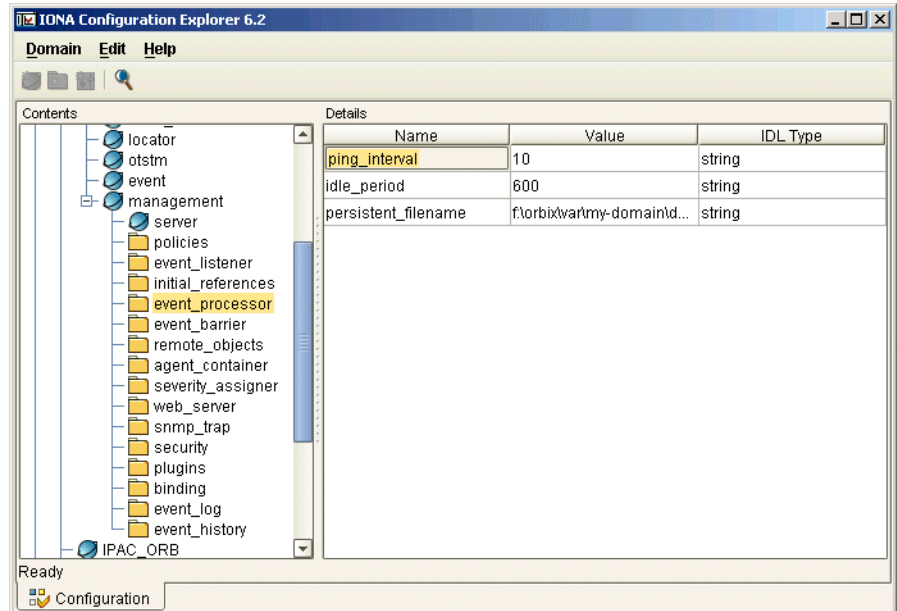 IONA Configuration Explorer 6.2
Domain Edit Help
Contents
Details
locator
otstm
event
management
server
policies
event_listener
initial_references
event_processor
event_barrier
remote_objects
agent_container
severity_assigner
web_server
snmp_trap
security
plugins
binding
event_log
event_history
IPAC_ORB
Name Value IDL Type
ping_interval 10 string
idle_period 600 string
persistent_filename f:\orbix\var\my-domain\d... string
Ready
Configuration